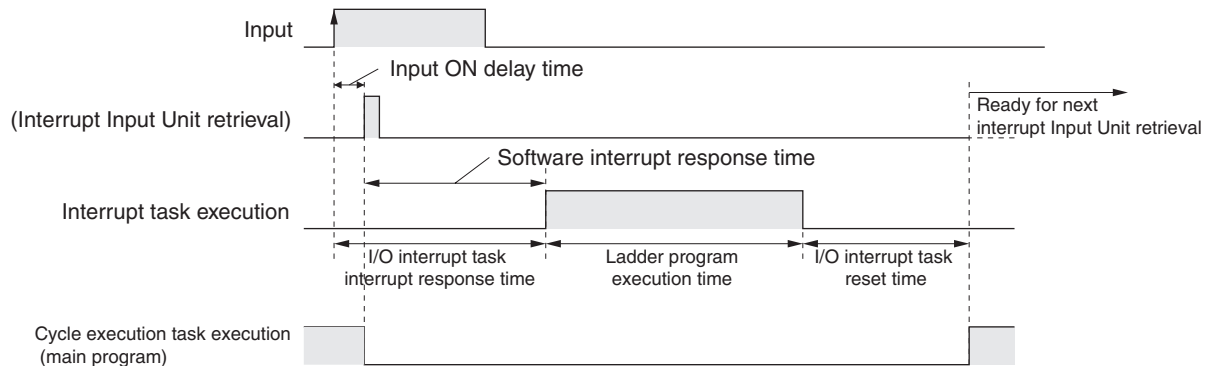 Input
Input ON delay time
(Interrupt Input Unit retrieval)
Ready for next
interrupt Input Unit retrieval
Software interrupt response time
Interrupt task execution
I/O interrupt task
interrupt response time
Ladder program
execution time
I/O interrupt task
reset time
Cycle execution task execution
(main program)